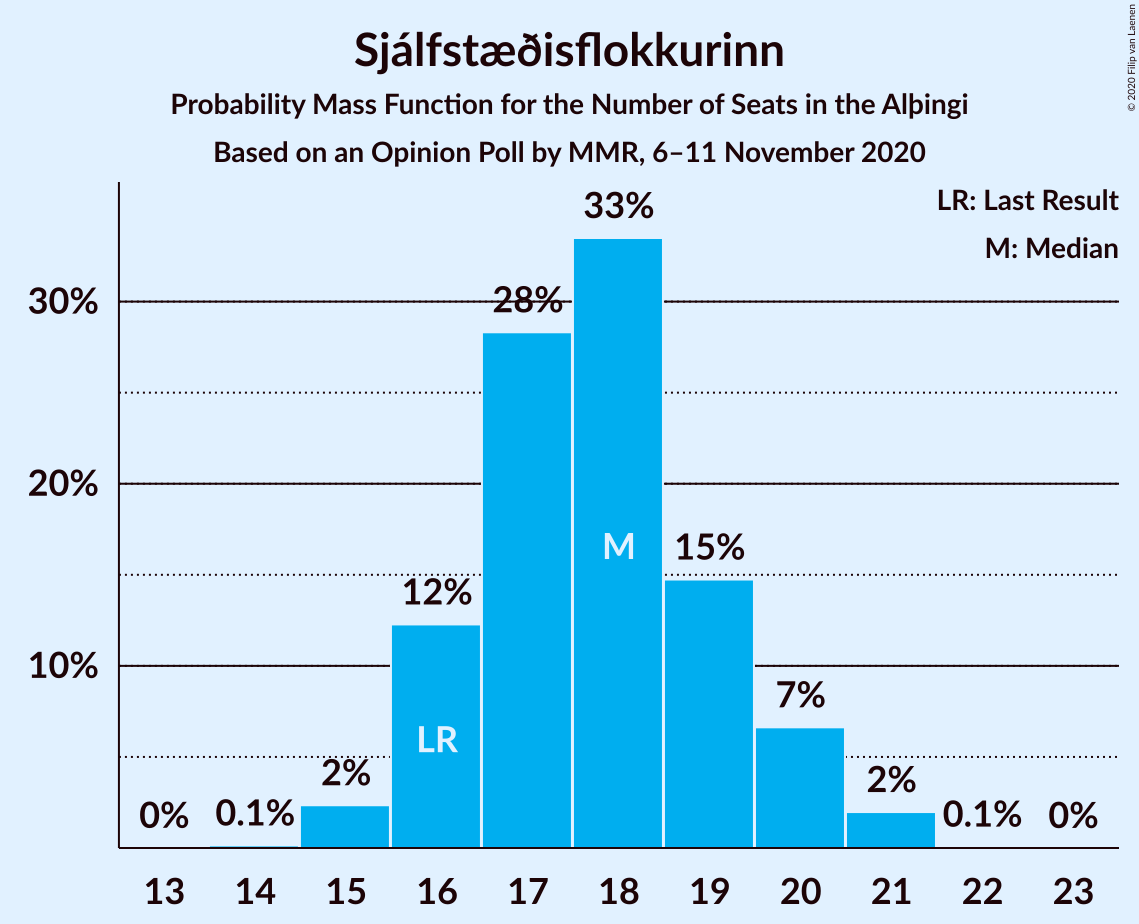 Sjálfstæðisflokkurinn
Probability Mass Function for the Number of Seats in the Alþingi
Based on an Opinion Poll by MMR, 6–11 November 2020
© 2020 Filip van Laenen
LR: Last Result
M: Median
30%
20%
10%
0%
0.1%
2%
12%
28%
33%
15%
7%
2%
0.1%
0%
LR
M
13 14 15 16 17 18 19 20 21 22 23